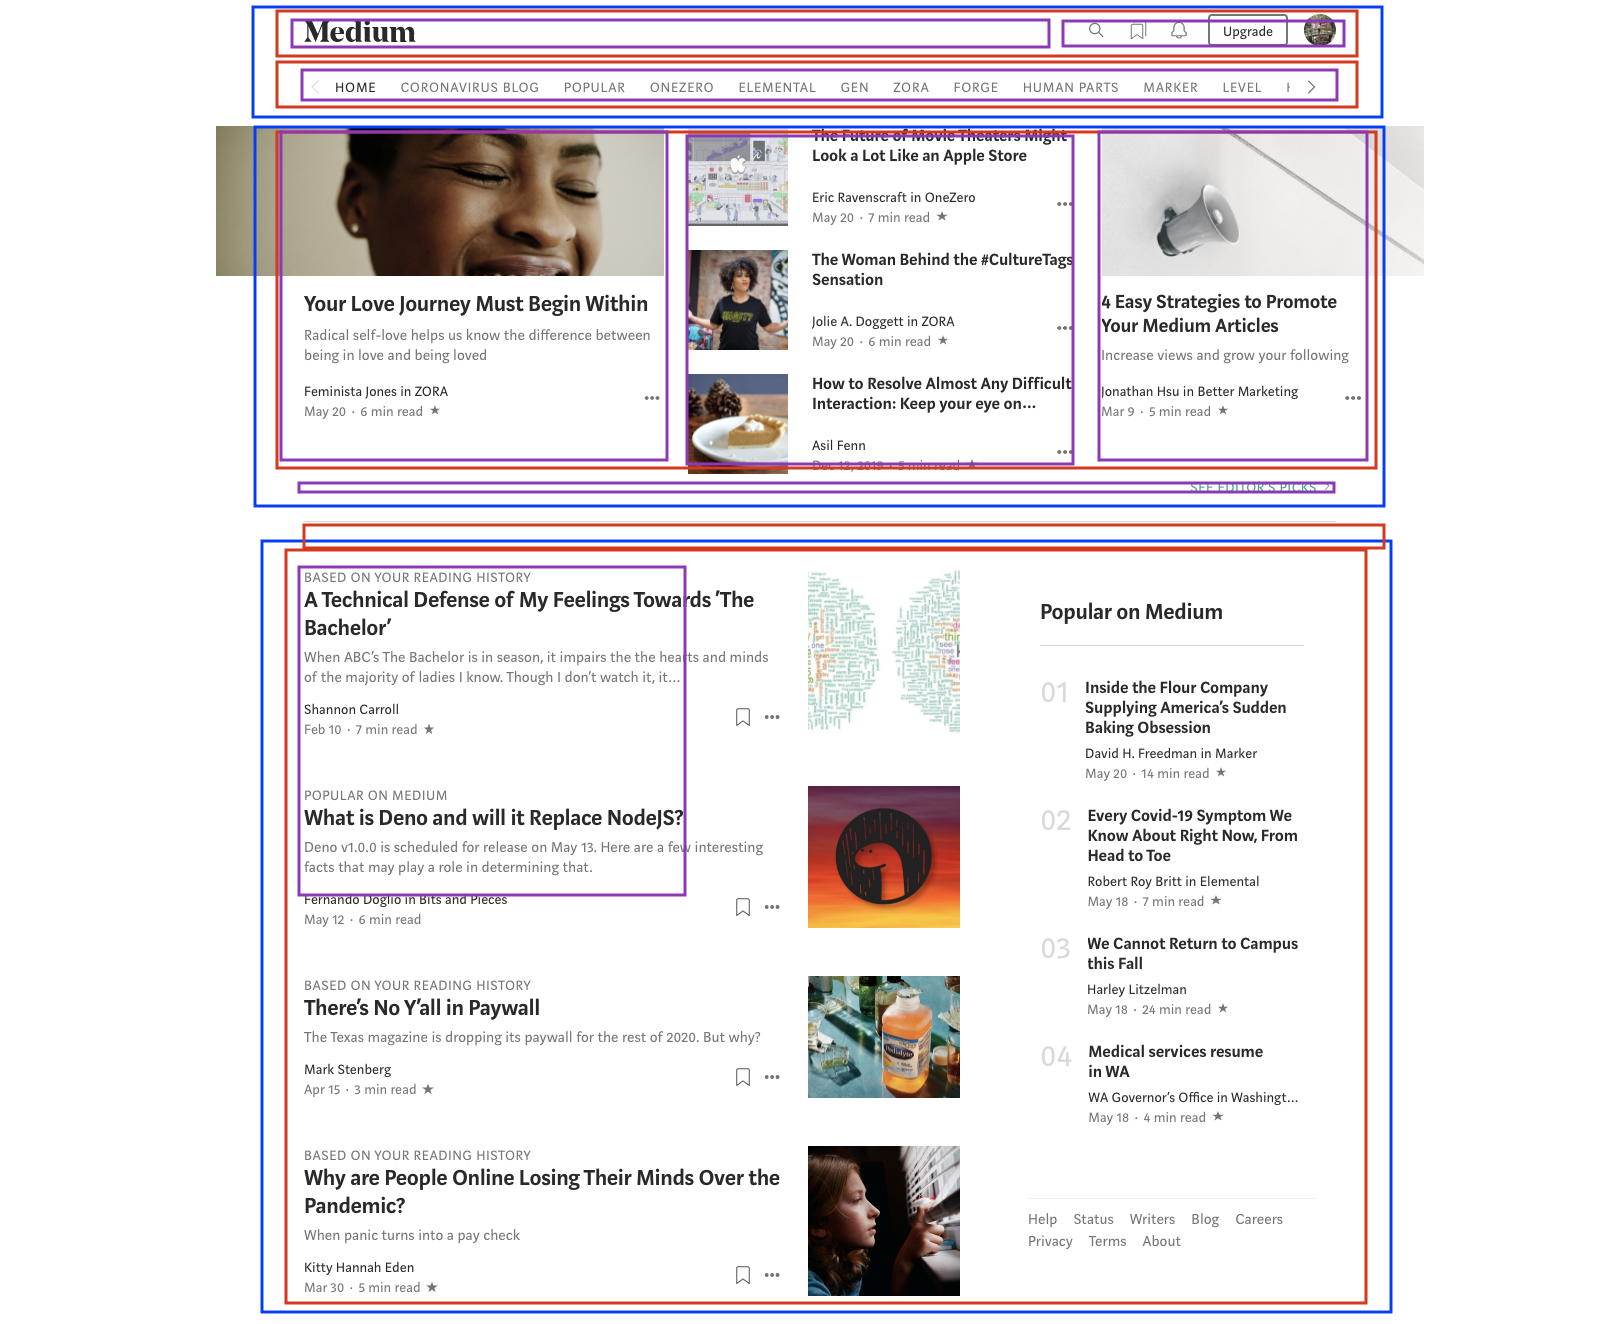 Medium
Upgrade
HOME CORONAVIRUS BLOG POPULAR ONEZERO ELEMENTAL GEN ZORA FORGE HUMAN PARTS MARKER LEVEL
Your Love Journey Must Begin Within
Radical self-love helps us know the difference between
being in love and being loved
Feminista Jones in ZORA
May 20 · 6 min read ★
The Future of Movie Theaters Might
Look a Lot Like an Apple Store
Eric Ravenscraft in OneZero
May 20 · 7 min read ★
The Woman Behind the #CultureTags
Sensation
Jolie A. Doggett in ZORA
May 20 · 6 min read ★
How to Resolve Almost Any Difficult
Interaction: Keep your eye on...
Asil Fenn
Dec 12, 2019 · 5 min read ★
4 Easy Strategies to Promote
Your Medium Articles
Increase views and grow your following
Jonathan Hsu in Better Marketing
Mar 9 · 5 min read ★
SEE EDITOR'S PICKS
BASED ON YOUR READING HISTORY
A Technical Defense of My Feelings Towards 'The
Bachelor'
When ABC's The Bachelor is in season, it impairs the the hearts and minds
of the majority of ladies I know. Though I don't watch it, it...
Shannon Carroll
Feb 10 · 7 min read ★
POPULAR ON MEDIUM
What is Deno and will it Replace NodeJS?
Deno v1.0.0 is scheduled for release on May 13. Here are a few interesting
facts that may play a role in determining that.
Fernando Doglio in Bits and Pieces
May 12 · 6 min read
BASED ON YOUR READING HISTORY
There's No Y'all in Paywall
The Texas magazine is dropping its paywall for the rest of 2020. But why?
Mark Stenberg
Apr 15 · 3 min read ★
Pedialyte
BASED ON YOUR READING HISTORY
Why are People Online Losing Their Minds Over the
Pandemic?
When panic turns into a pay check
Kitty Hannah Eden
Mar 30 · 5 min read ★
Popular on Medium
01
Inside the Flour Company
Supplying America's Sudden
Baking Obsession
David H. Freedman in Marker
May 20 · 14 min read ★
02
Every Covid-19 Symptom We
Know About Right Now, From
Head to Toe
Robert Roy Britt in Elemental
May 18 · 7 min read ★
03
We Cannot Return to Campus
this Fall
Harley Litzelman
May 18 · 24 min read ★
04
Medical services resume
in WA
WA Governor's Office in Washingt...
May 18 · 4 min read ★
Help Status Writers Blog Careers
Privacy Terms About